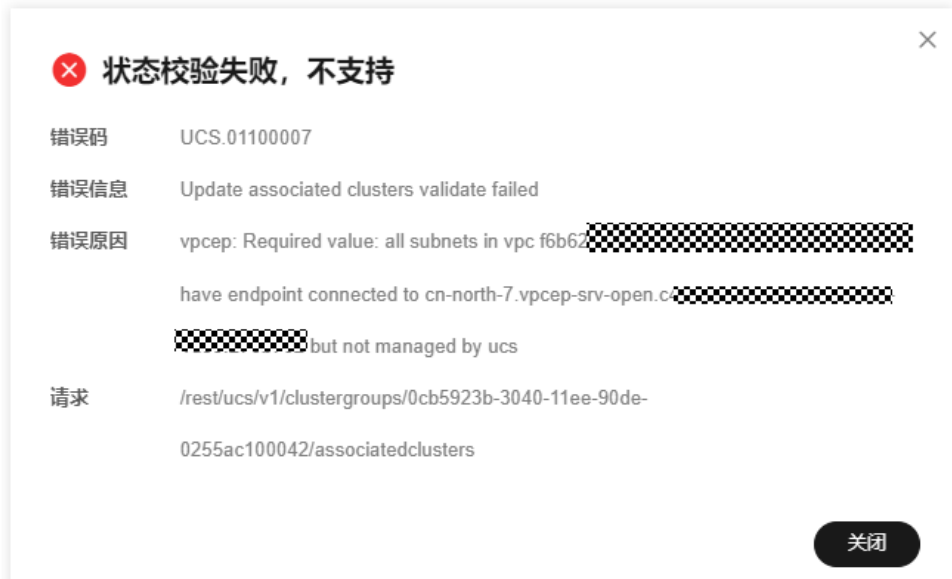 状态校验失败，不支持
错误码 UCS.01100007
错误信息 Update associated clusters validate failed
错误原因 vpcep: Required value: all subnets in vpc f6b62
have endpoint connected to cn-north-7.vpcep-srv-open.c4
but not managed by ucs
请求 /rest/ucs/v1/clustergroups/0cb5923b-3040-11ee-90de-
0255ac100042/associatedclusters
关闭